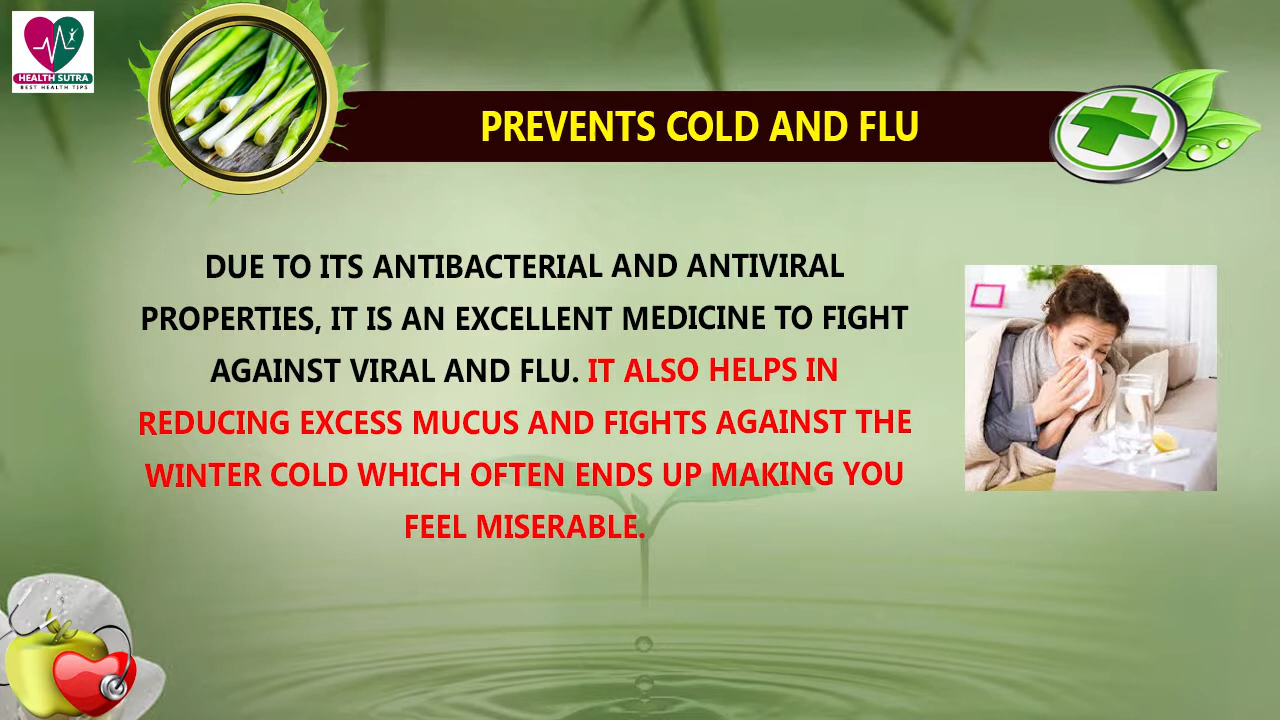 HEALTH SUTRA
BEST HEALTH TIPS
PREVENTS COLD AND FLU
DUE TO ITS ANTIBACTERIAL AND ANTIVIRAL
PROPERTIES, IT IS AN EXCELLENT MEDICINE TO FIGHT
AGAINST VIRAL AND FLU. IT ALSO HELPS IN
REDUCING EXCESS MUCUS AND FIGHTS AGAINST THE
WINTER COLD WHICH OFTEN ENDS UP MAKING YOU
FEEL MISERABLE.